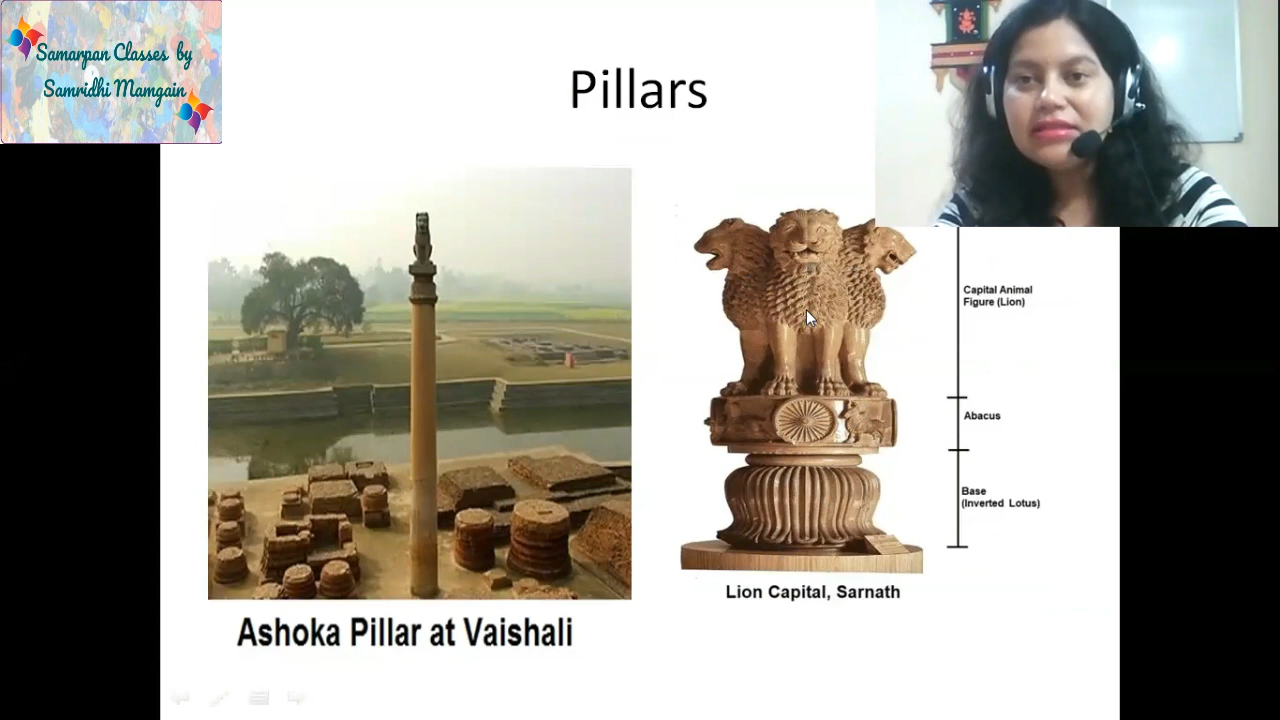 Samarpan Classes by
Samridhi Mamgain
Pillars
Capital Animal
Figure (Lion)
Abacus
Base
(Inverted Lotus)
Lion Capital, Sarnath
Ashoka Pillar at Vaishali